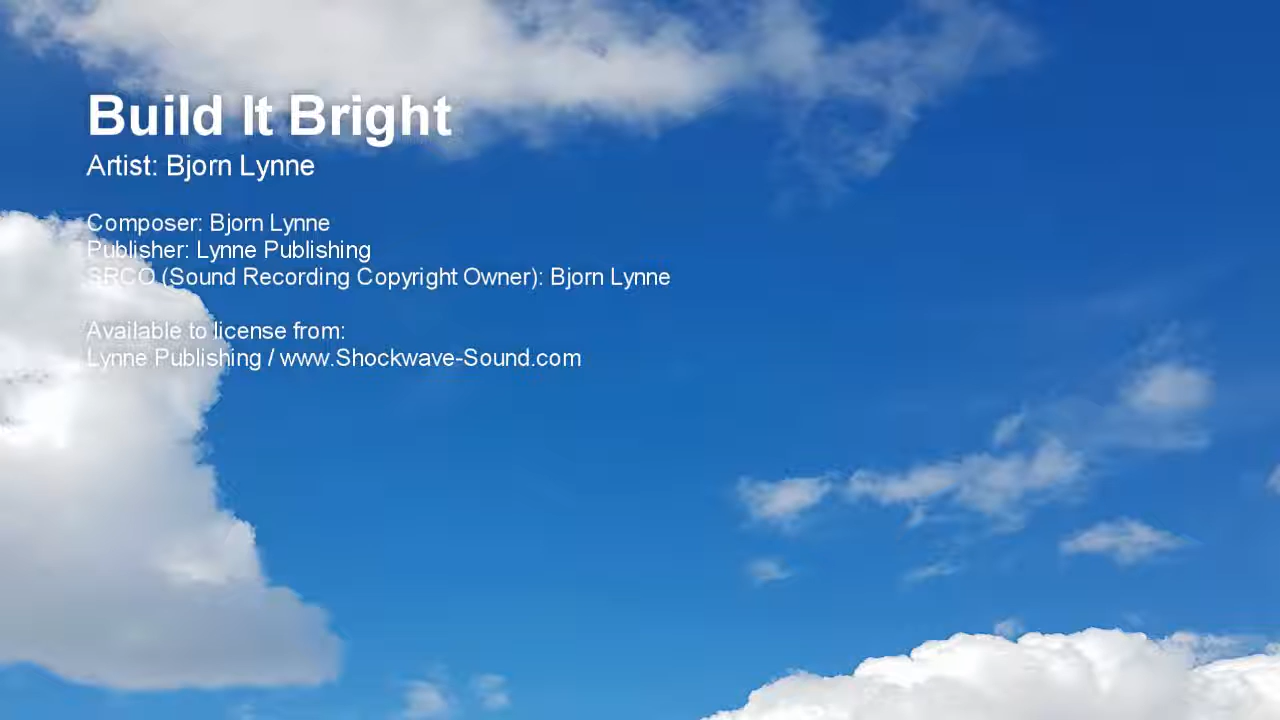 Build It Bright
Artist: Bjorn Lynne
Composer: Bjorn Lynne
Publisher: Lynne Publishing
SRCO (Sound Recording Copyright Owner): Bjorn Lynne
Available to license from:
Lynne Publishing / www.Shockwave-Sound.com